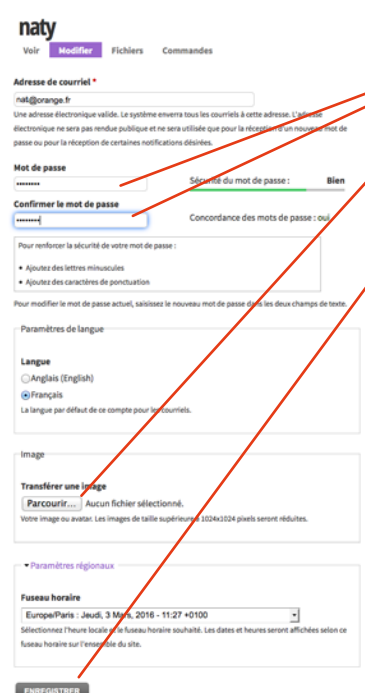 naty
Voir Modifier Fichiers Commandes
Adresse de courriel *
nat@orange.fr
Une adresse électronique valide. Le système enverra tous les courriels à cette adresse. L'adresse
électronique ne sera pas rendue publique et ne sera utilisée que pour la réception d'un nouveau mot de
passe ou pour la réception de certaines notifications désirées.
Mot de passe
••••••••
Sécurité du mot de passe : Bien
Confirmer le mot de passe
••••••••
Concordance des mots de passe : oui
Pour renforcer la sécurité de votre mot de passe :
• Ajoutez des lettres minuscules
• Ajoutez des caractères de ponctuation
Pour modifier le mot de passe actuel, saisissez le nouveau mot de passe dans les deux champs de texte.
Paramètres de langue
Langue
Anglais (English)
Français
La langue par défaut de ce compte pour les courriels.
Image
Transférer une image
Parcourir... Aucun fichier sélectionné.
Votre image ou avatar. Les images de taille supérieure à 1024x1024 pixels seront réduites.
Paramètres régionaux
Fuseau horaire
Europe/Paris : Jeudi, 3 Mars, 2016 - 11:27 +0100
Sélectionnez l'heure locale et le fuseau horaire souhaité. Les dates et heures seront affichées selon ce
fuseau horaire sur l'ensemble du site.
ENREGISTRER